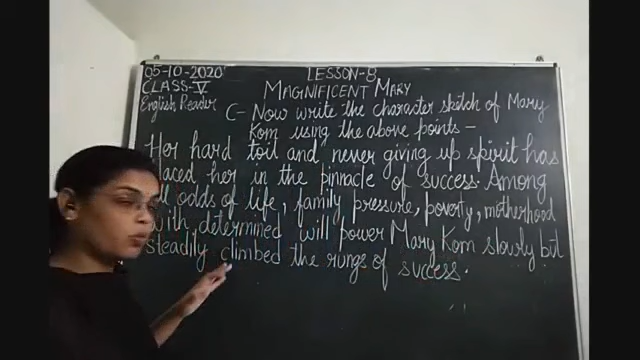 05-10-2020
CLASS-V
English Reader
LESSON-8
MAGNIFICENT MARY
C- Now write the character sketch of Mary
Kom using the above points -
Her hard toil and never giving up spirit has
laced her in the pinnacle of success. Among
odds of life, family pressure, poverty, motherhood
with determined will power Mary Kom slowly but
steadily climbed the rungs of success.